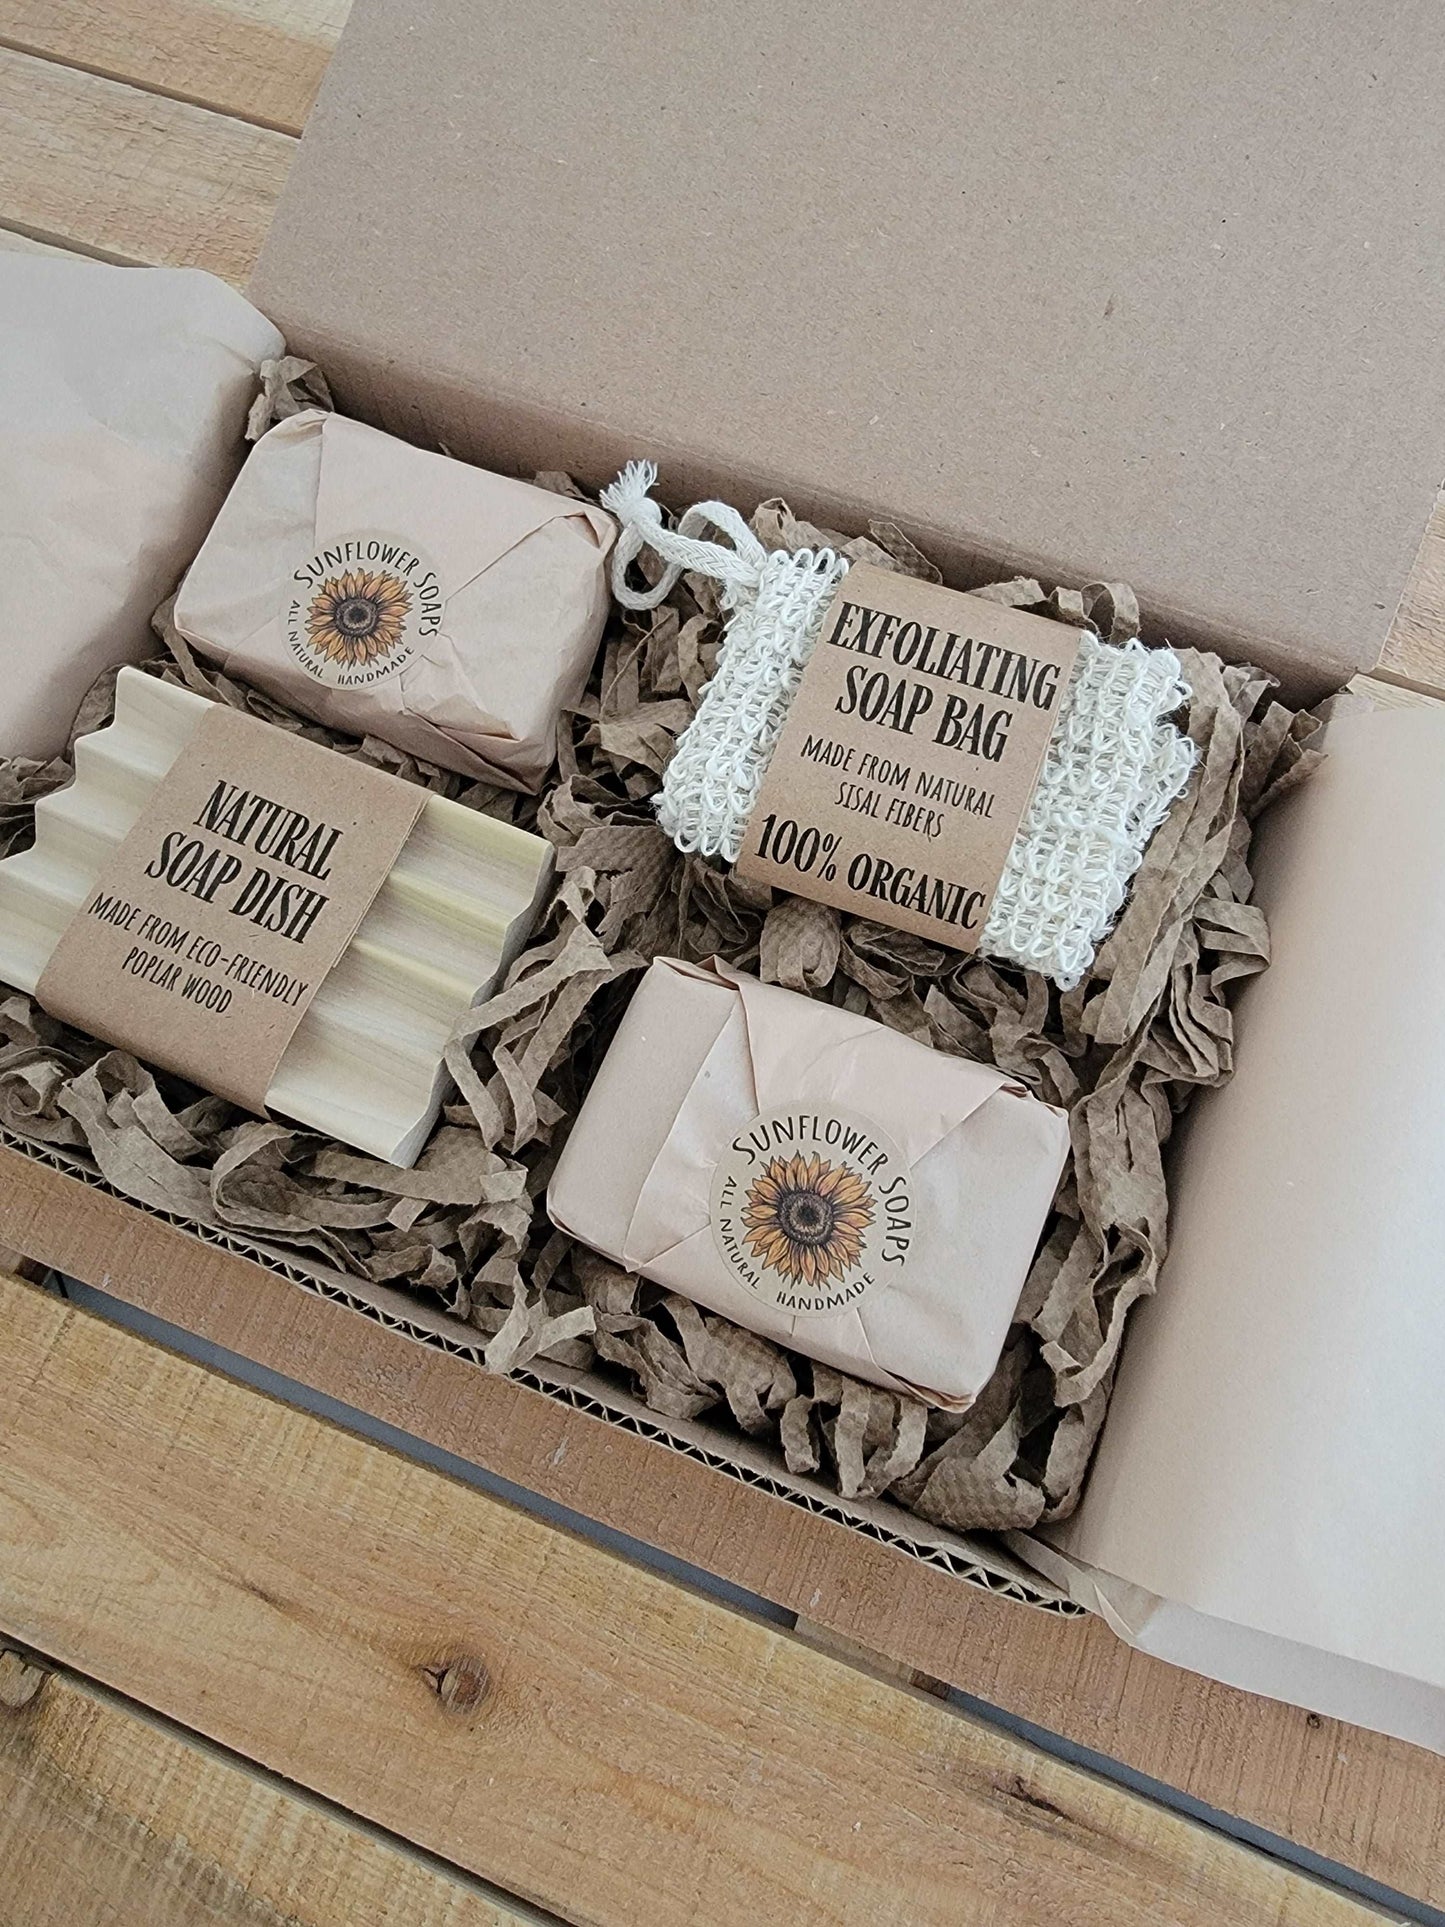 SUNFLOWER SOAPS
ALL NATURAL HANDMADE
EXFOLIATING
SOAP BAG
MADE FROM NATURAL
SISAL FIBERS
100% ORGANIC
NATURAL
SOAP DISH
MADE FROM ECO-FRIENDLY
POPLAR WOOD
SUNFLOWER SOAPS
ALL NATURAL HANDMADE